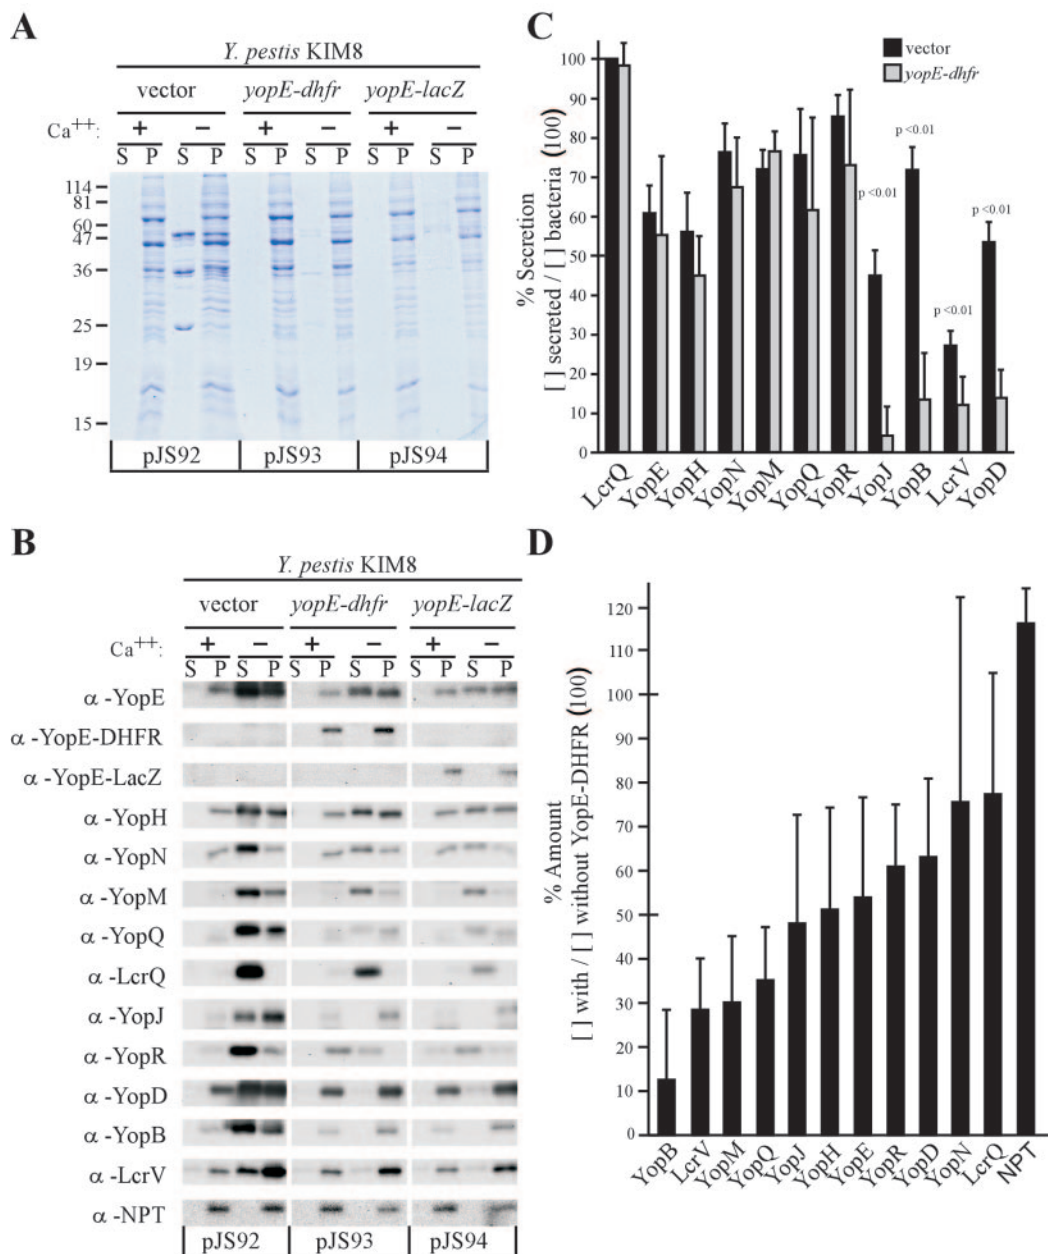 A
Y. pestis KIM8
vector yopE-dhfr yopE-lacZ
Ca++: + − + − + −
S P S P S P S P S P S P
114
81
60
47
36
25
19
15
pJS92 pJS93 pJS94
B
Y. pestis KIM8
vector yopE-dhfr yopE-lacZ
Ca++: + − + − + −
S P S P S P S P S P S P
α -YopE
α -YopE-DHFR
α -YopE-LacZ
α -YopH
α -YopN
α -YopM
α -YopQ
α -LcrQ
α -YopJ
α -YopR
α -YopD
α -YopB
α -LcrV
α -NPT
pJS92 pJS93 pJS94
C
% Secretion
[ ] secreted / [ ] bacteria (100)
100
90
80
70
60
50
40
30
20
10
0
vector
yopE-dhfr
p <0.01
p <0.01
p <0.01
p <0.01
LcrQ YopE YopH YopN YopM YopQ YopR YopJ YopB LcrV YopD
D
% Amount
[ ] with / [ ] without YopE-DHFR (100)
120
100
90
80
70
60
50
40
30
20
10
0
YopB LcrV YopM YopQ YopJ YopH YopE YopR YopD YopN LcrQ NPT